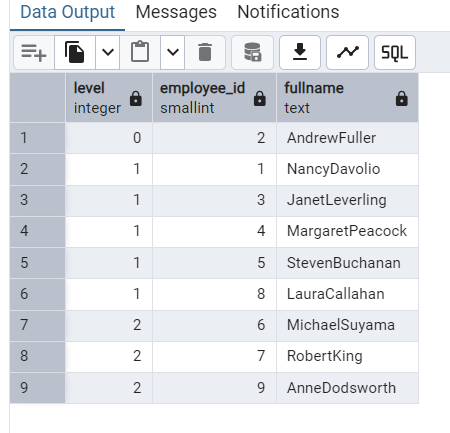 Data Output Messages Notifications
SQL
level employee_id fullname
integer smallint text
1 0 2 AndrewFuller
2 1 1 NancyDavolio
3 1 3 JanetLeverling
4 1 4 MargaretPeacock
5 1 5 StevenBuchanan
6 1 8 LauraCallahan
7 2 6 MichaelSuyama
8 2 7 RobertKing
9 2 9 AnneDodsworth